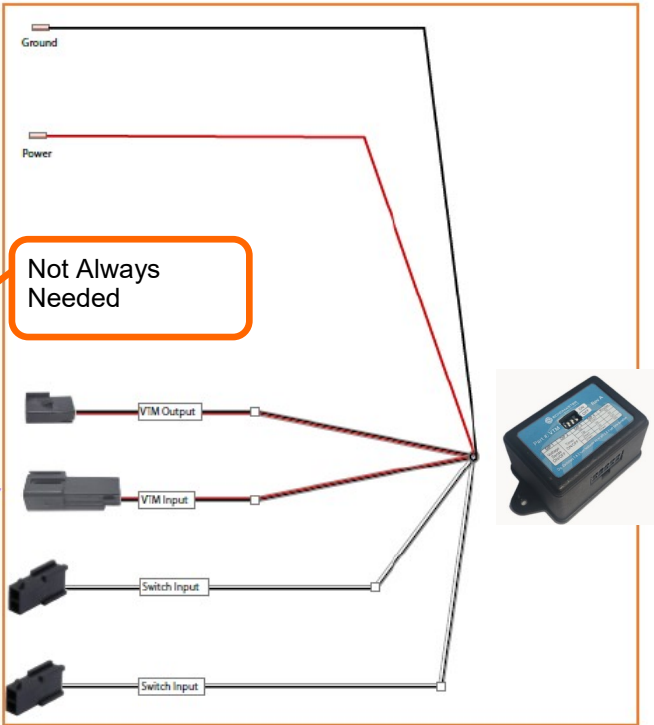 Ground
Power
Not Always
Needed
VTM Output
VTM Input
Switch Input
Switch Input